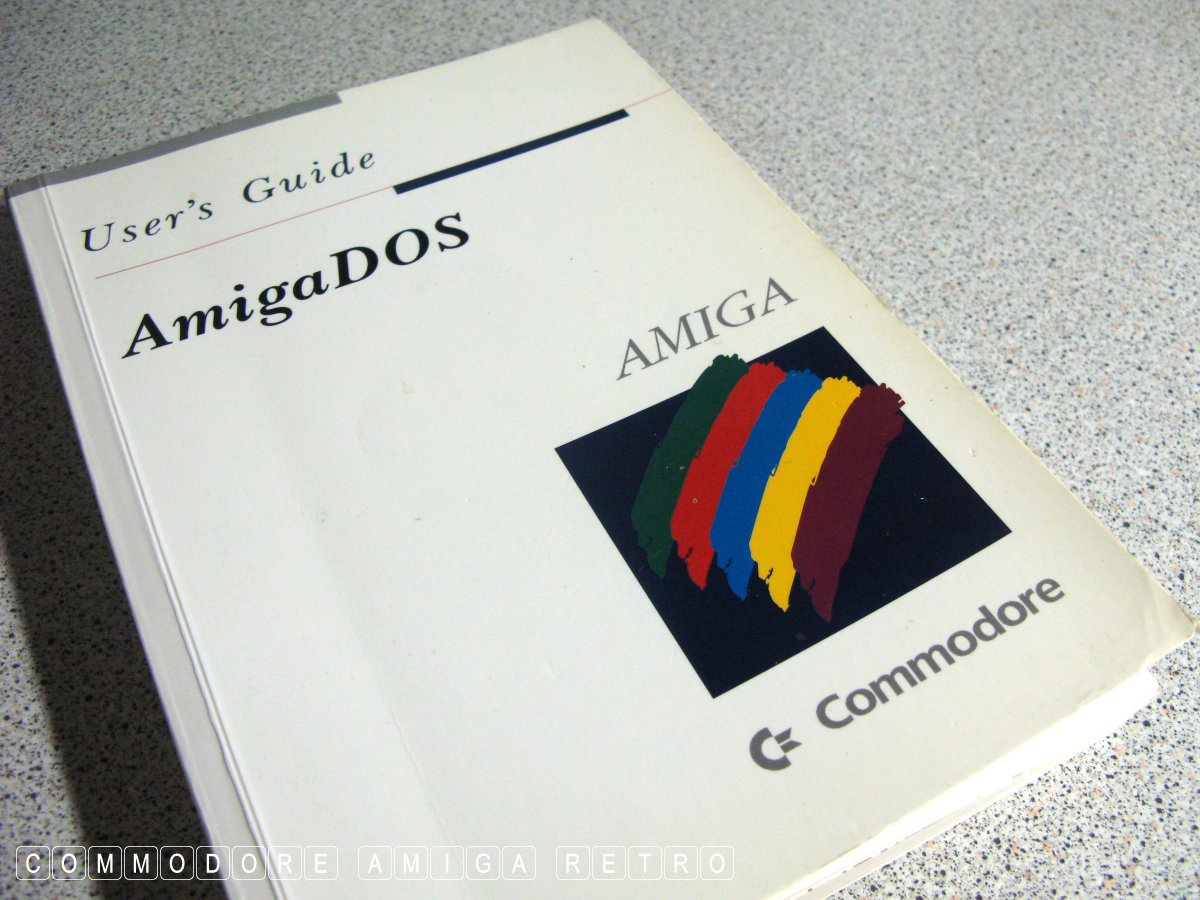 User's Guide
AmigaDOS
AMIGA
Commodore
COMMODORE AMIGA RETRO